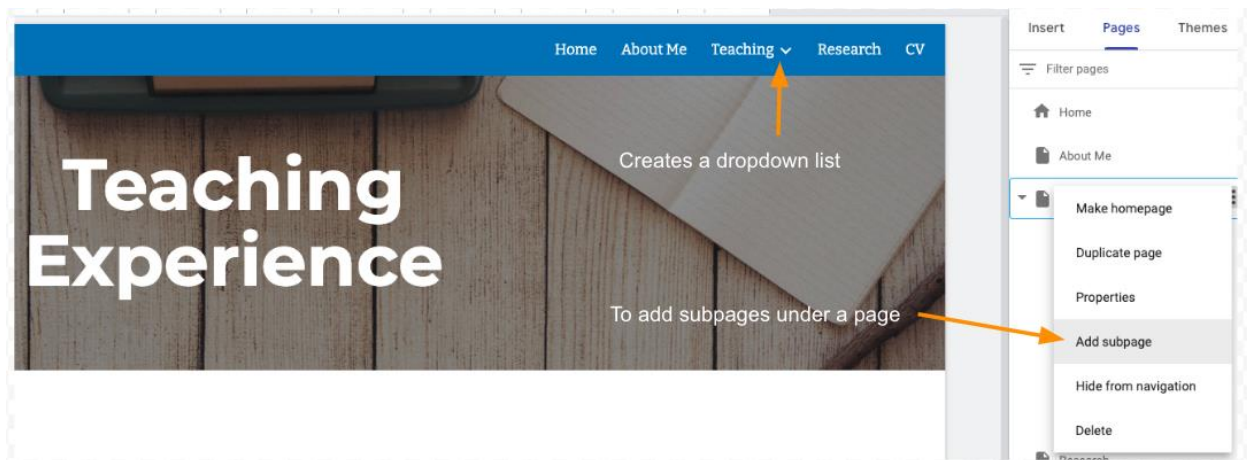 Home About Me Teaching Research CV
Teaching
Experience
Creates a dropdown list
To add subpages under a page
Insert Pages Themes
Filter pages
Home
About Me
Make homepage
Duplicate page
Properties
Add subpage
Hide from navigation
Delete
Research